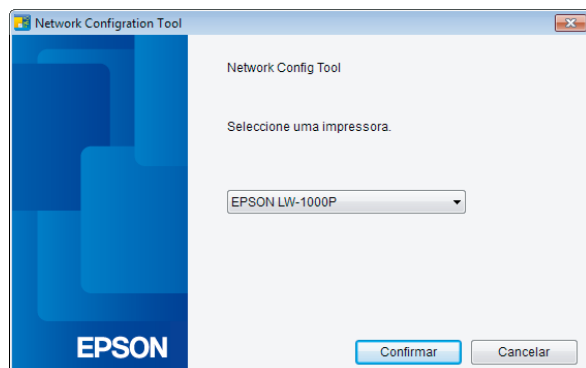 Network Configration Tool
Network Config Tool
Seleccione uma impressora.
EPSON LW-1000P
EPSON
Confirmar
Cancelar